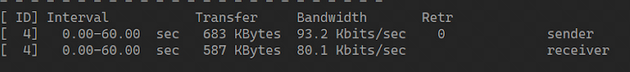 [ ID] Interval Transfer Bandwidth Retr
[ 4] 0.00-60.00 sec 683 KBytes 93.2 Kbits/sec 0 sender
[ 4] 0.00-60.00 sec 587 KBytes 80.1 Kbits/sec receiver